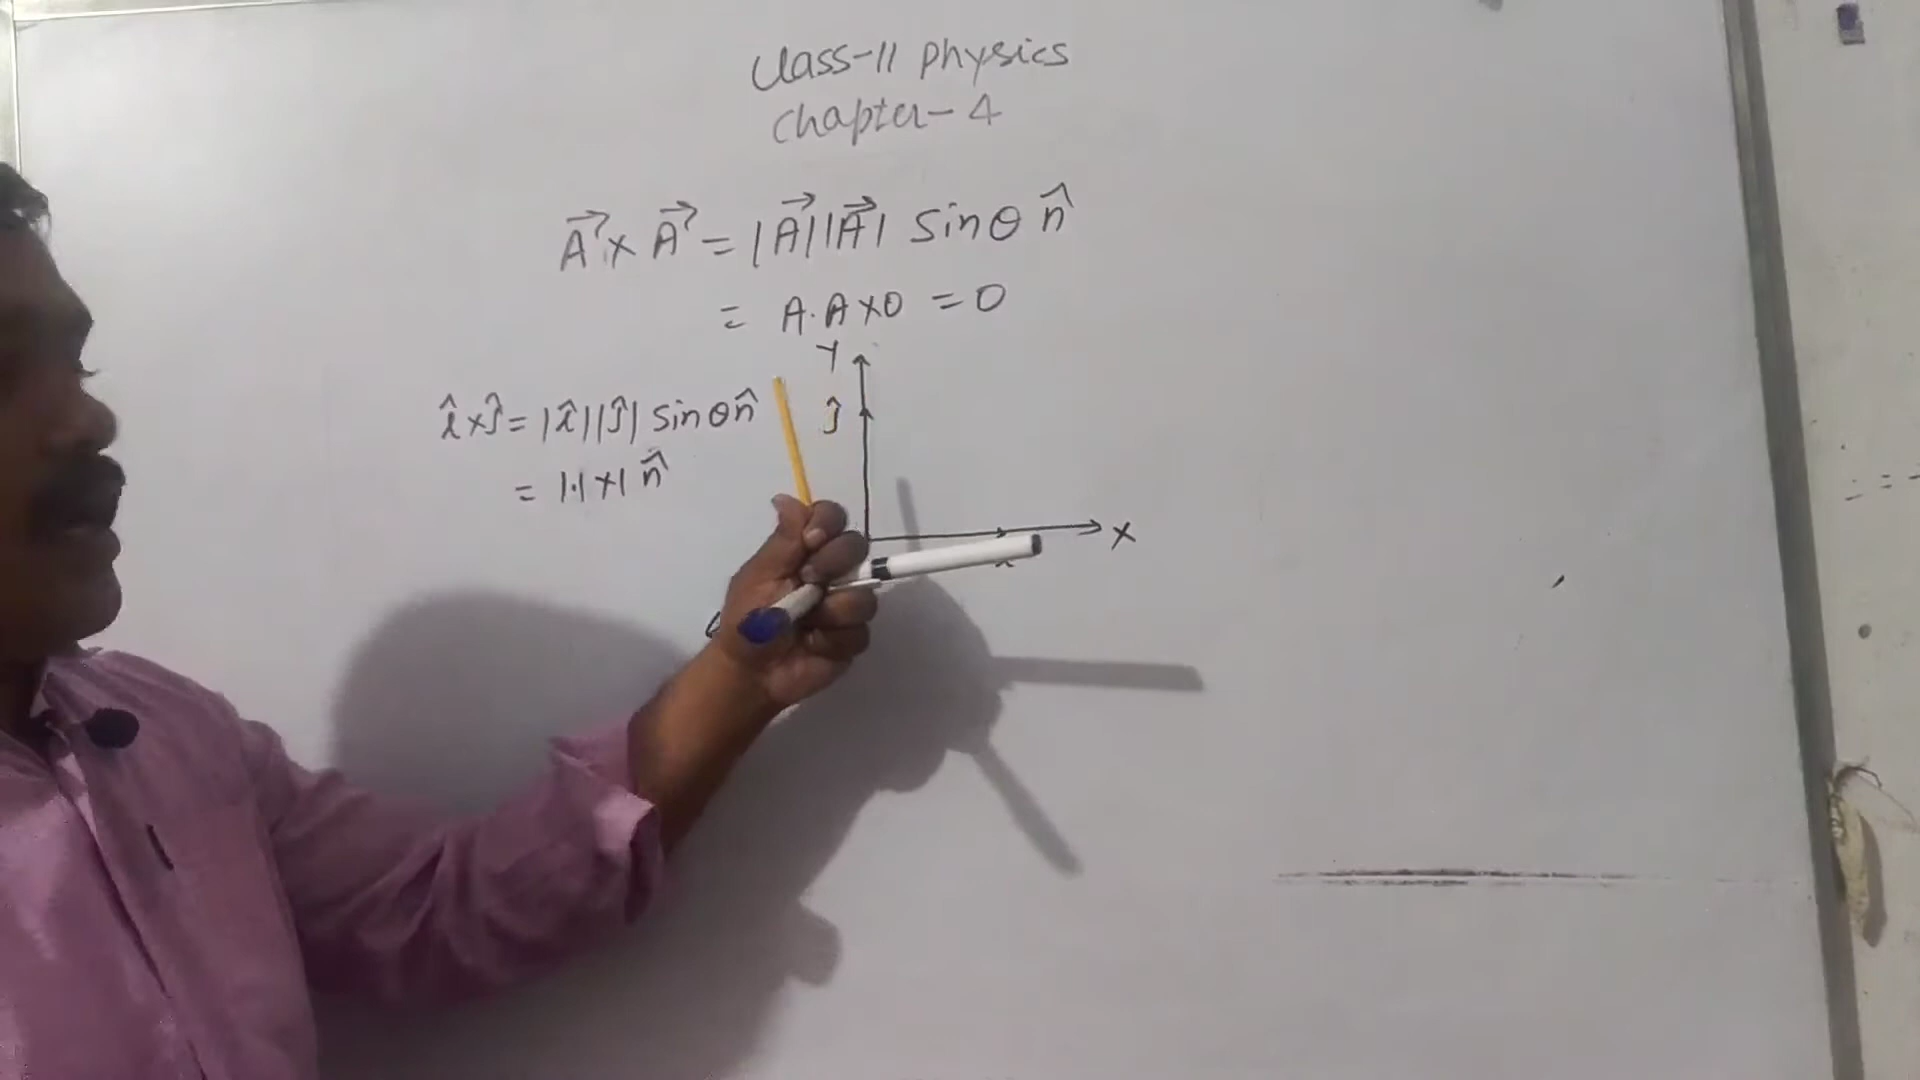 Class-11 Physics
Chapter-4
A⃗ × A⃗ = |A⃗||A⃗| Sinθ n̂
= A.A×0 = 0
Y
î×ĵ = |î||ĵ| Sinθ n̂
ĵ
= 1.1×1 n̂
X